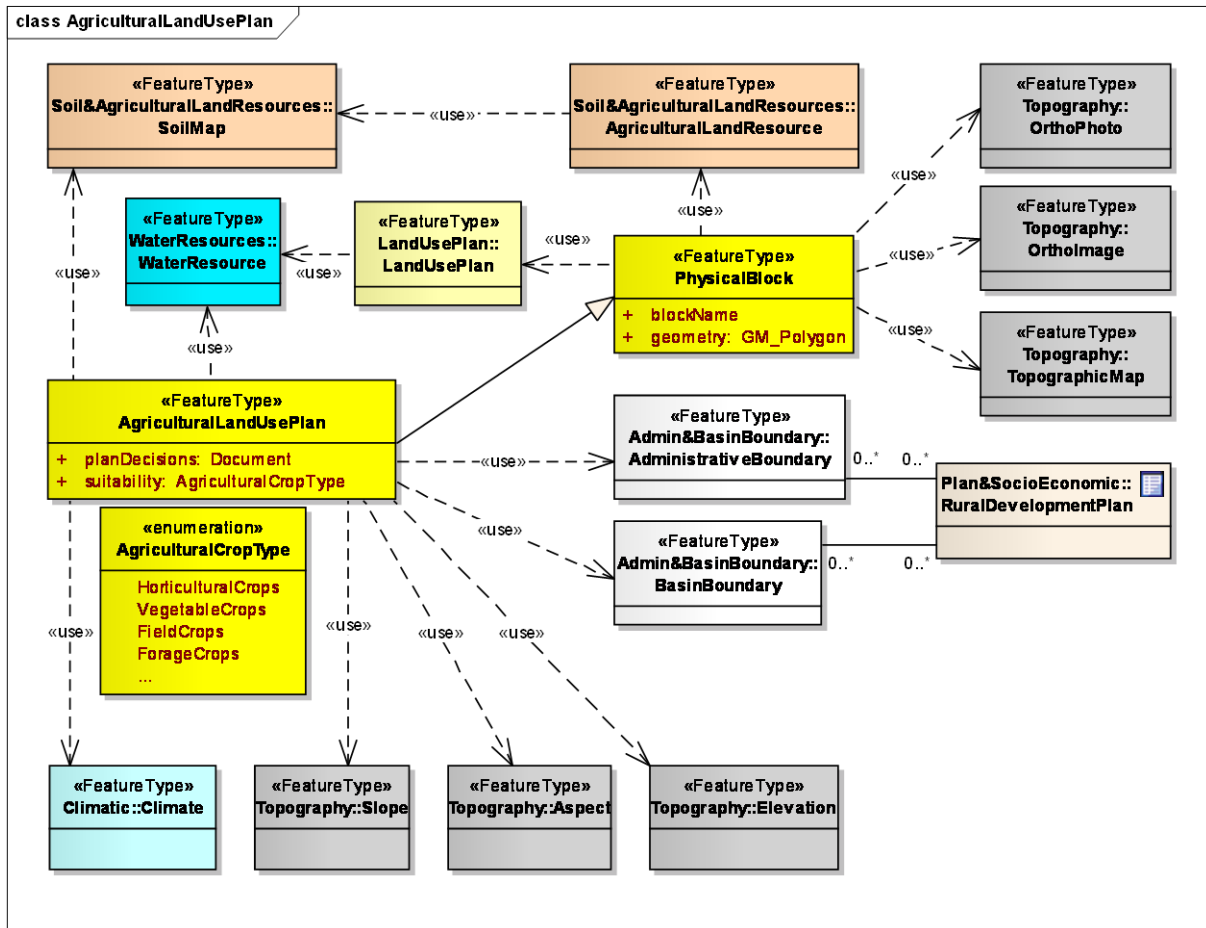 class AgriculturalLandUsePlan
«FeatureType»
Soil&AgriculturalLandResources::
SoilMap
«use»
«FeatureType»
Soil&AgriculturalLandResources::
AgriculturalLandResource
«FeatureType»
Topography::
OrthoPhoto
«use»
«use»
«use»
«FeatureType»
WaterResources::
WaterResource
«use»
«FeatureType»
LandUsePlan::
LandUsePlan
«use»
«FeatureType»
PhysicalBlock
+ blockName
+ geometry: GM_Polygon
«use»
«FeatureType»
Topography::
OrthoImage
«use»
«FeatureType»
Topography::
TopographicMap
«use»
«FeatureType»
AgriculturalLandUsePlan
+ planDecisions: Document
+ suitability: AgriculturalCropType
«use»
«FeatureType»
Admin&BasinBoundary::
AdministrativeBoundary
0..*
0..*
Plan&SocioEconomic::
RuralDevelopmentPlan
«use»
«FeatureType»
Admin&BasinBoundary::
BasinBoundary
0..*
0..*
«enumeration»
AgriculturalCropType
HorticulturalCrops
VegetableCrops
FieldCrops
ForageCrops
...
«use»
«use»
«use»
«use»
«FeatureType»
Climatic::Climate
«FeatureType»
Topography::Slope
«FeatureType»
Topography::Aspect
«FeatureType»
Topography::Elevation